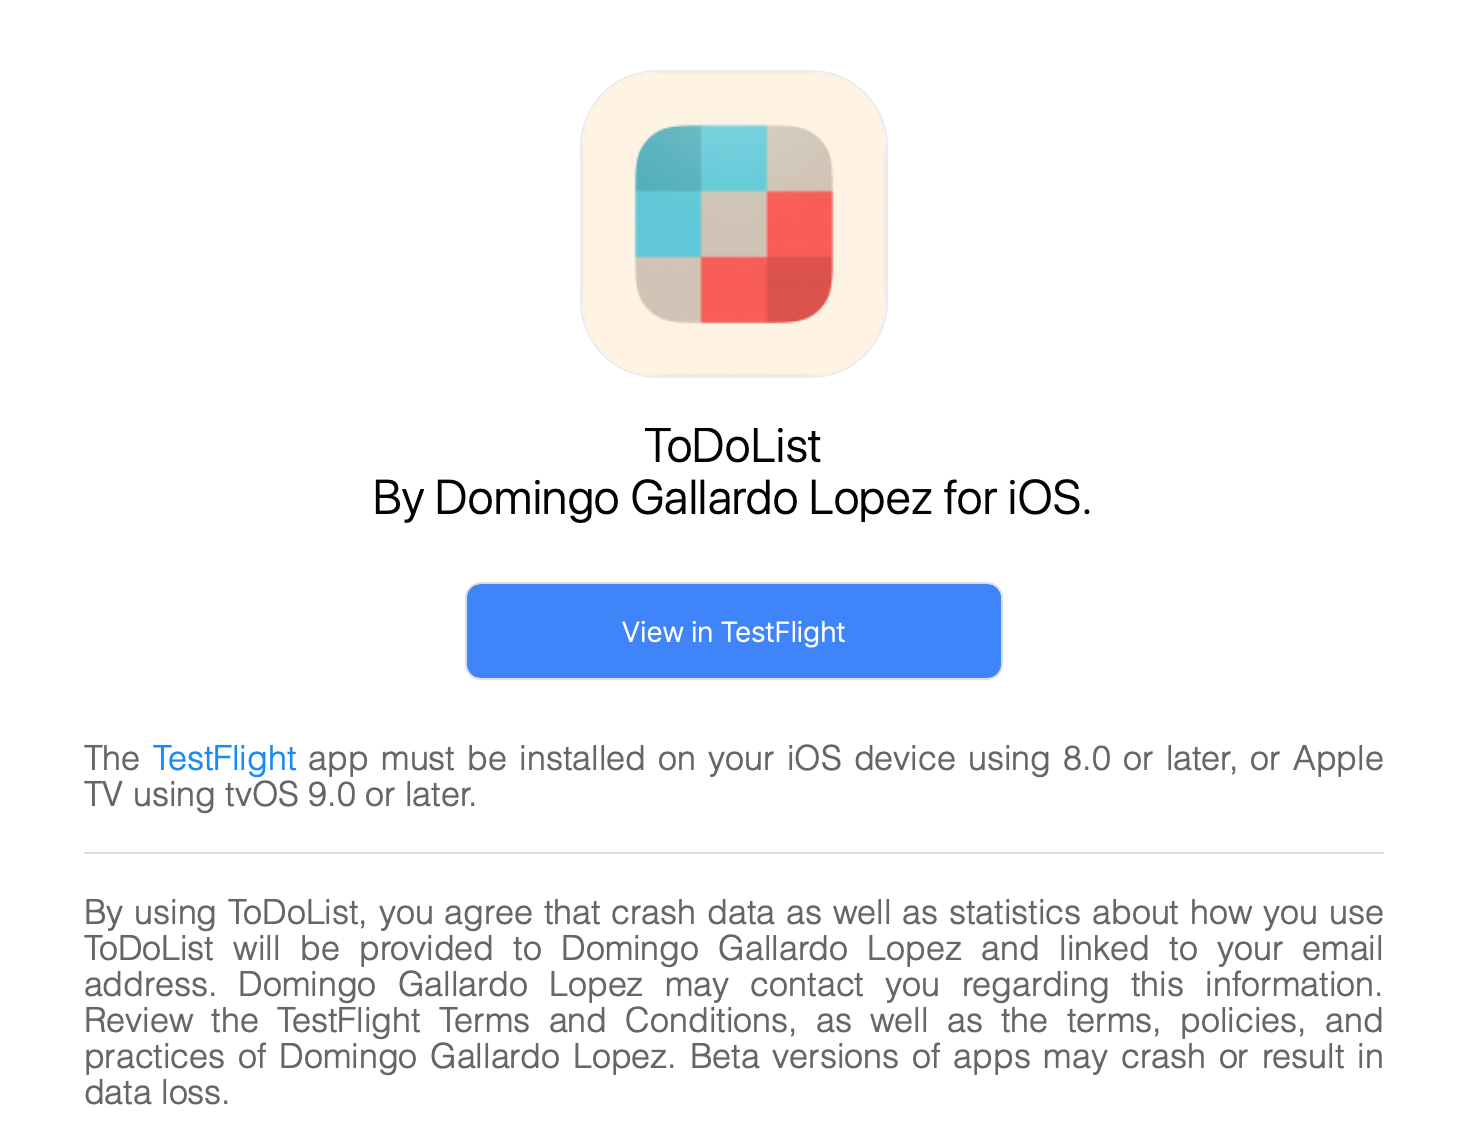 ToDoList
By Domingo Gallardo Lopez for iOS.
View in TestFlight
The TestFlight app must be installed on your iOS device using 8.0 or later, or Apple
TV using tvOS 9.0 or later.
By using ToDoList, you agree that crash data as well as statistics about how you use
ToDoList will be provided to Domingo Gallardo Lopez and linked to your email
address. Domingo Gallardo Lopez may contact you regarding this information.
Review the TestFlight Terms and Conditions, as well as the terms, policies, and
practices of Domingo Gallardo Lopez. Beta versions of apps may crash or result in
data loss.